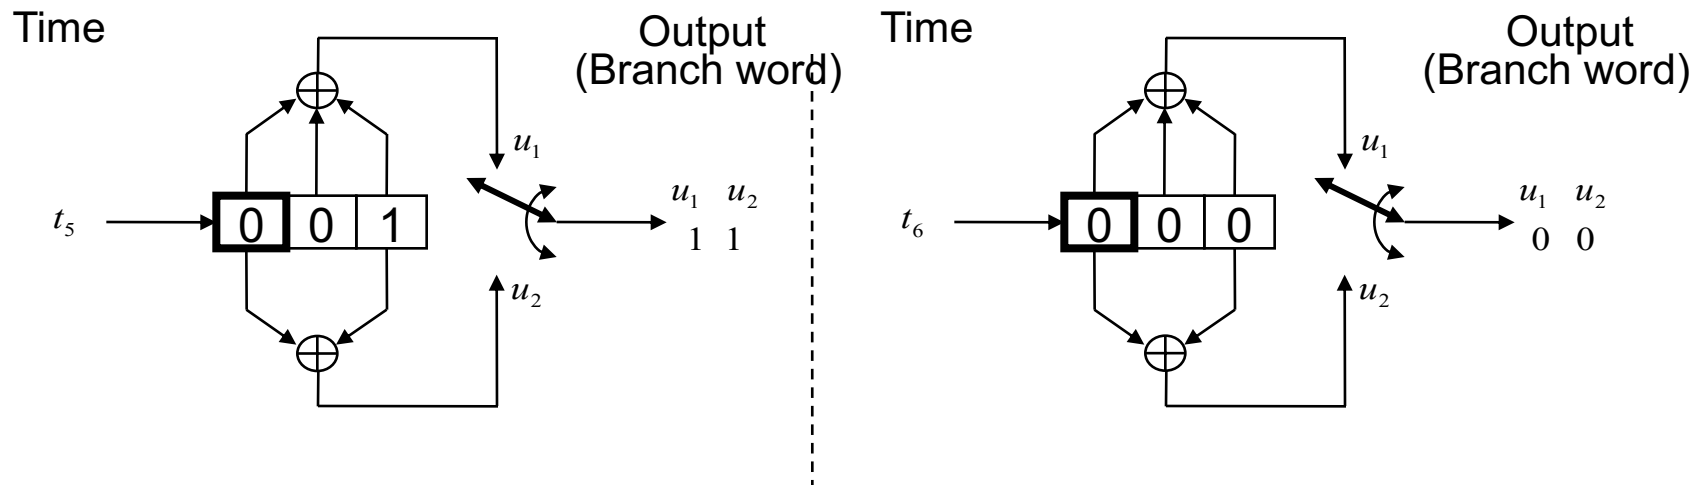 Time
Output
(Branch word)
u₁
t₅
0 0 1
u₁ u₂
1 1
u₂
Time
Output
(Branch word)
u₁
t₆
0 0 0
u₁ u₂
0 0
u₂